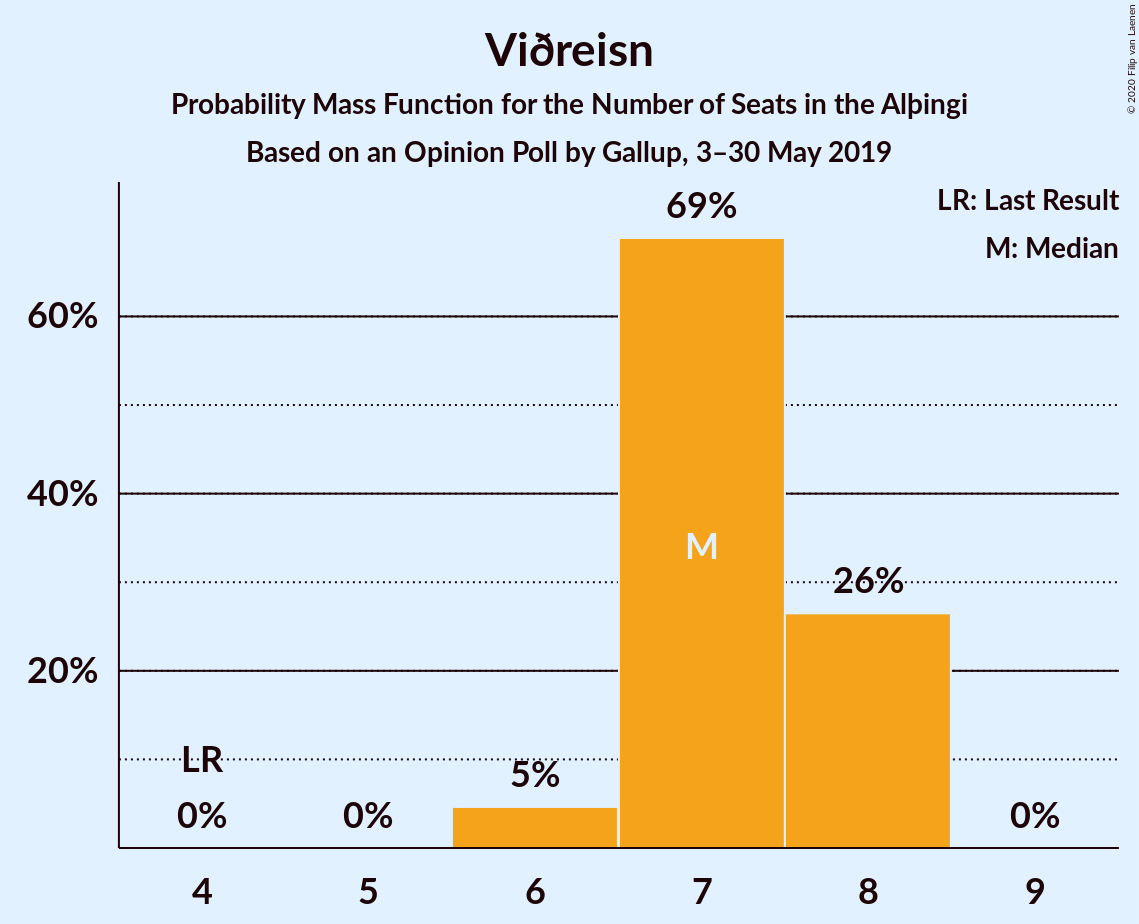 Viðreisn
Probability Mass Function for the Number of Seats in the Alþingi
Based on an Opinion Poll by Gallup, 3–30 May 2019
© 2020 Filip van Laenen
LR: Last Result
M: Median
69%
60%
40%
20%
M
26%
LR
5%
0%
0%
0%
4 5 6 7 8 9